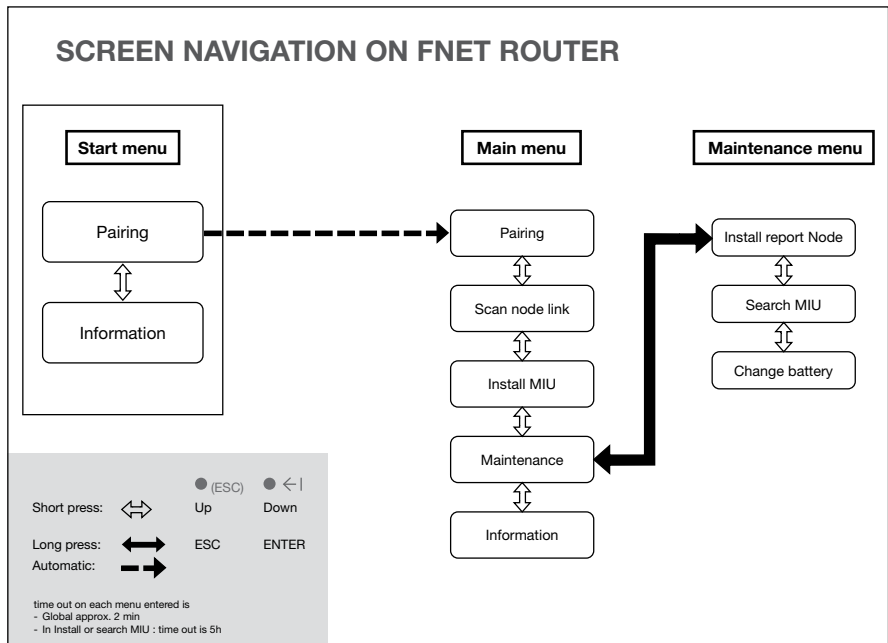 SCREEN NAVIGATION ON FNET ROUTER
Start menu
Pairing
Information
Main menu
Pairing
Scan node link
Install MIU
Maintenance
Information
Maintenance menu
Install report Node
Search MIU
Change battery
(ESC)
Short press: Up Down
Long press: ESC ENTER
Automatic:
time out on each menu entered is
- Global approx. 2 min
- In Install or search MIU : time out is 5h